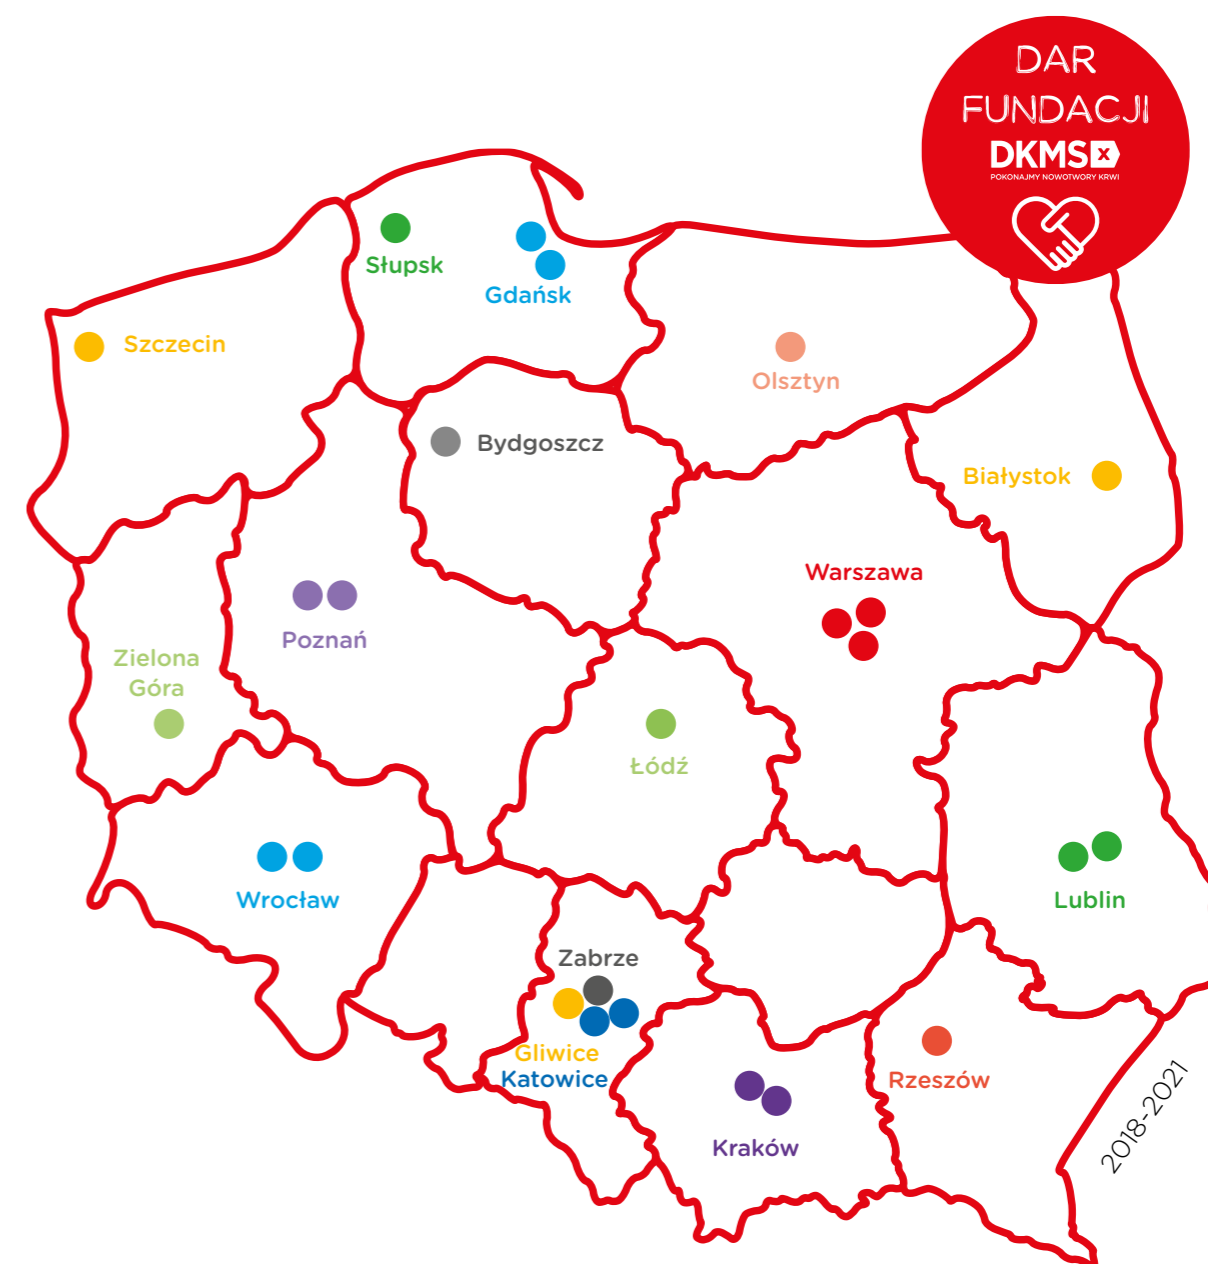 DAR
FUNDACJI
DKMS x
POKONAJMY NOWOTWORY KRWI
Słupsk
Gdańsk
Szczecin
Olsztyn
Bydgoszcz
Białystok
Warszawa
Poznań
Zielona
Góra
Łódź
Wrocław
Lublin
Zabrze
Gliwice
Katowice
Rzeszów
Kraków
2018-2021